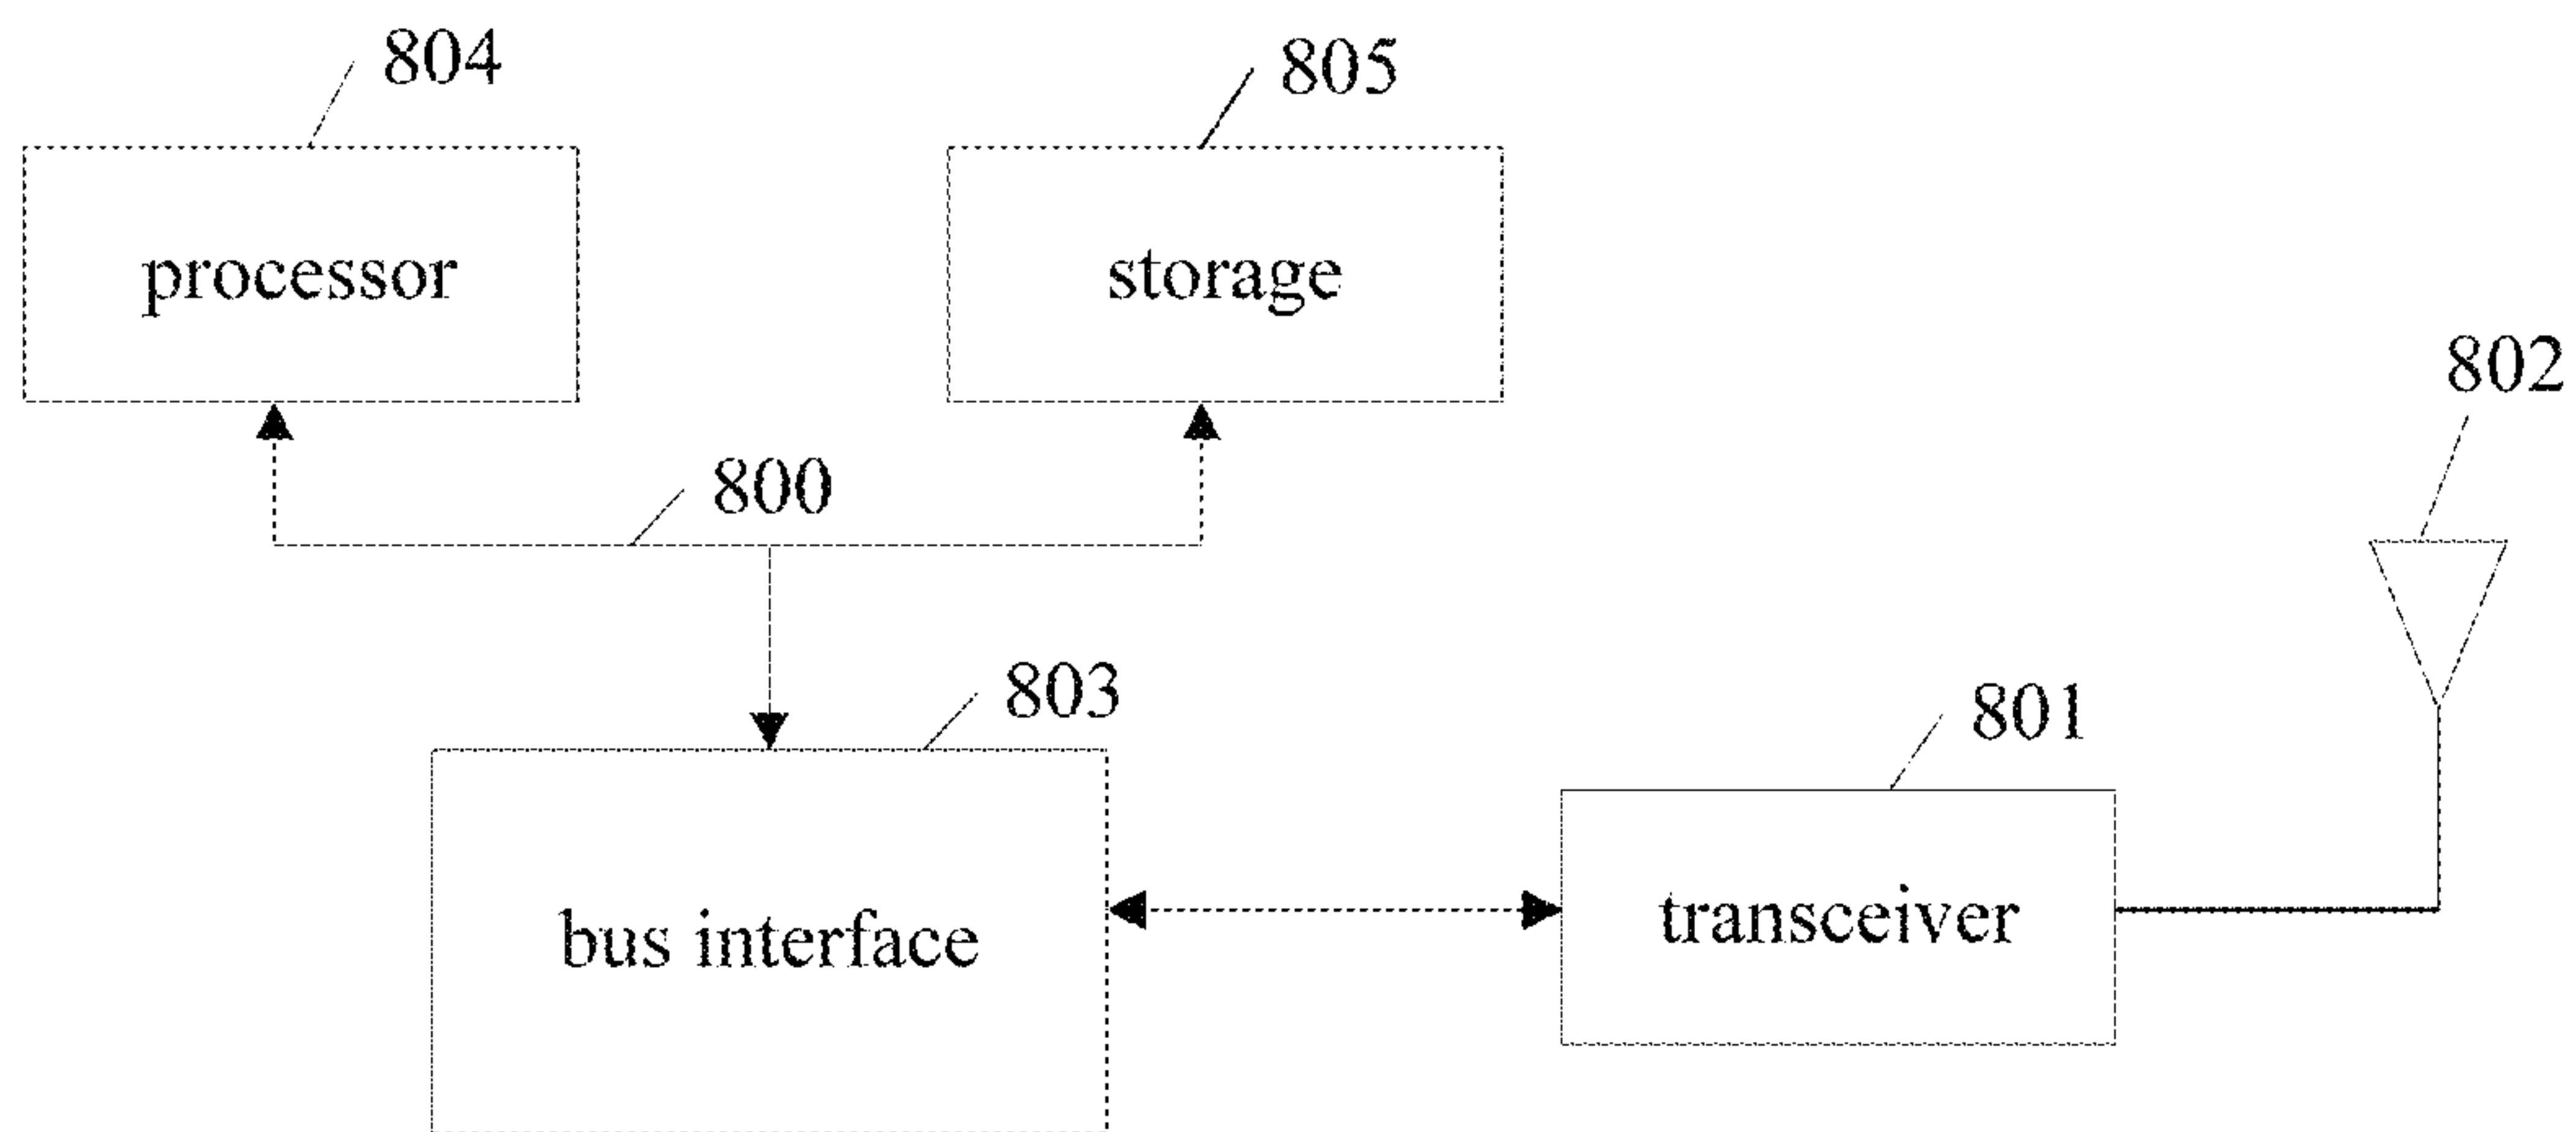 804
805
processor
storage
802
800
803
801
bus interface
transceiver